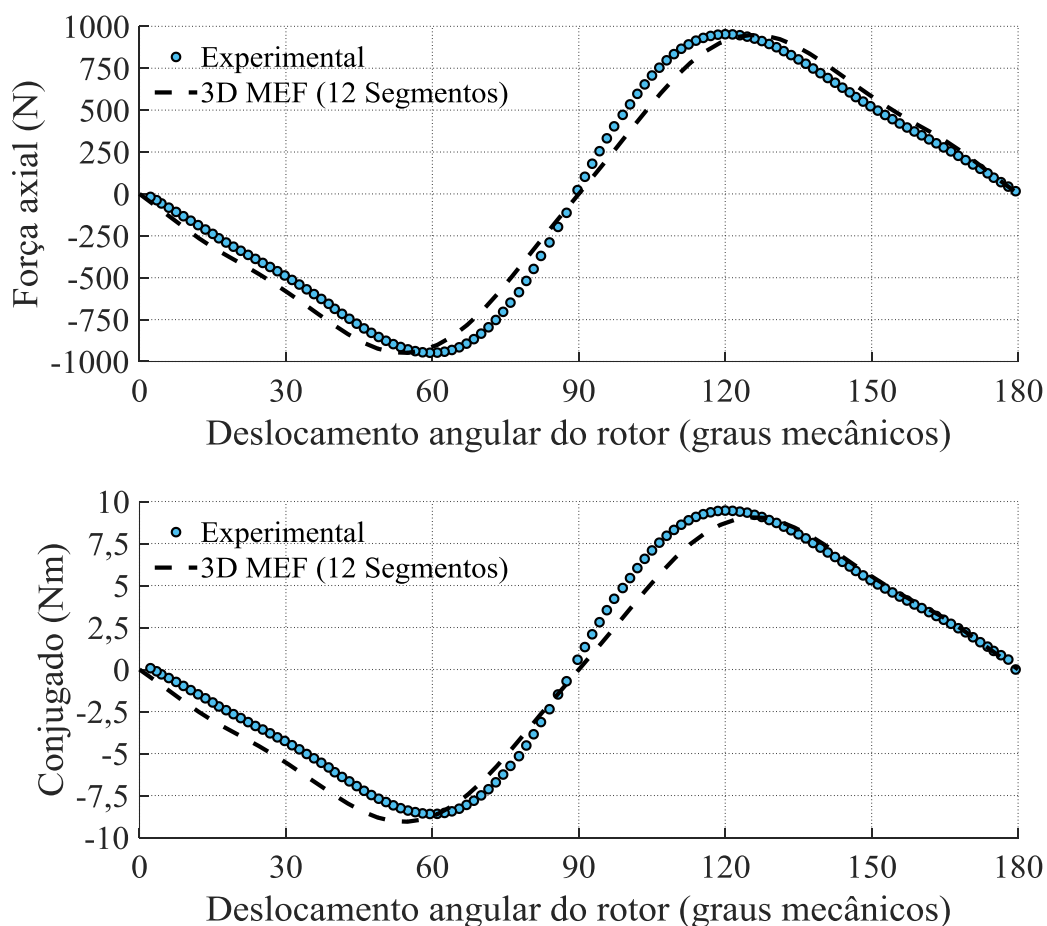 1000
750
500
250
0
-250
-500
-750
-1000
Força axial (N)
Experimental
3D MEF (12 Segmentos)
0 30 60 90 120 150 180
Deslocamento angular do rotor (graus mecânicos)
10
7,5
5
2,5
0
-2,5
-5
-7,5
-10
Conjugado (Nm)
Experimental
3D MEF (12 Segmentos)
0 30 60 90 120 150 180
Deslocamento angular do rotor (graus mecânicos)